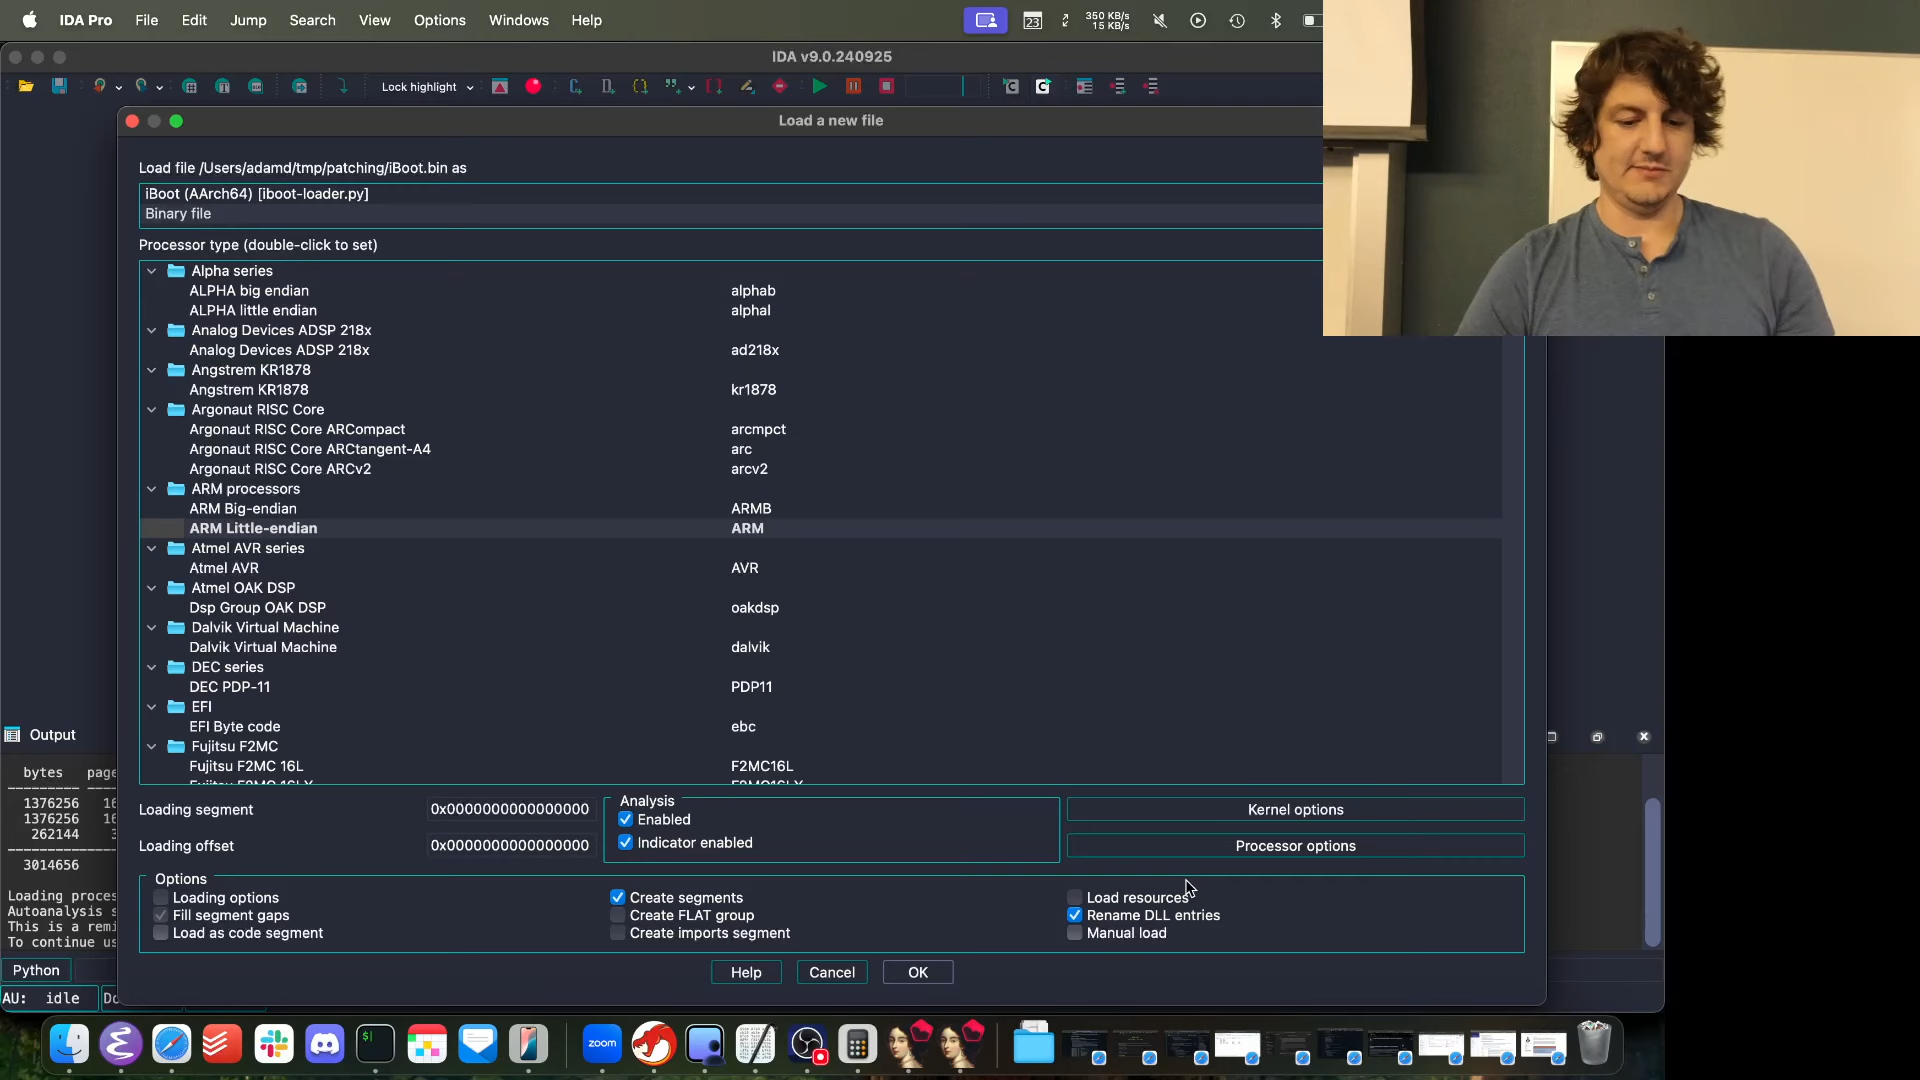 IDA Pro File Edit Jump Search View Options Windows Help 23 350 KB/s
15 KB/s
IDA v9.0.240925
Lock highlight
Load a new file
Load file /Users/adamd/tmp/patching/iBoot.bin as
iBoot (AArch64) [iboot-loader.py]
Binary file
Processor type (double-click to set)
Alpha series
ALPHA big endian alphab
ALPHA little endian alphal
Analog Devices ADSP 218x
Analog Devices ADSP 218x ad218x
Angstrem KR1878
Angstrem KR1878 kr1878
Argonaut RISC Core
Argonaut RISC Core ARCompact arcmpct
Argonaut RISC Core ARCtangent-A4 arc
Argonaut RISC Core ARCv2 arcv2
ARM processors
ARM Big-endian ARMB
ARM Little-endian ARM
Atmel AVR series
Atmel AVR AVR
Atmel OAK DSP
Dsp Group OAK DSP oakdsp
Dalvik Virtual Machine
Dalvik Virtual Machine dalvik
DEC series
DEC PDP-11 PDP11
EFI
EFI Byte code ebc
Fujitsu F2MC
Fujitsu F2MC 16L F2MC16L
Fujitsu F2MC 16LX F2MC16LX
Output
bytes page
1376256 16
1376256 16
262144 3
3014656
Loading proces
Autoanalysis s
This is a remi
To continue us
Python
AU: idle Do
Loading segment 0x0000000000000000
Loading offset 0x0000000000000000
Analysis
Enabled
Indicator enabled
Kernel options
Processor options
Options
Loading options Create segments Load resources
Fill segment gaps Create FLAT group Rename DLL entries
Load as code segment Create imports segment Manual load
Help Cancel OK
zoom